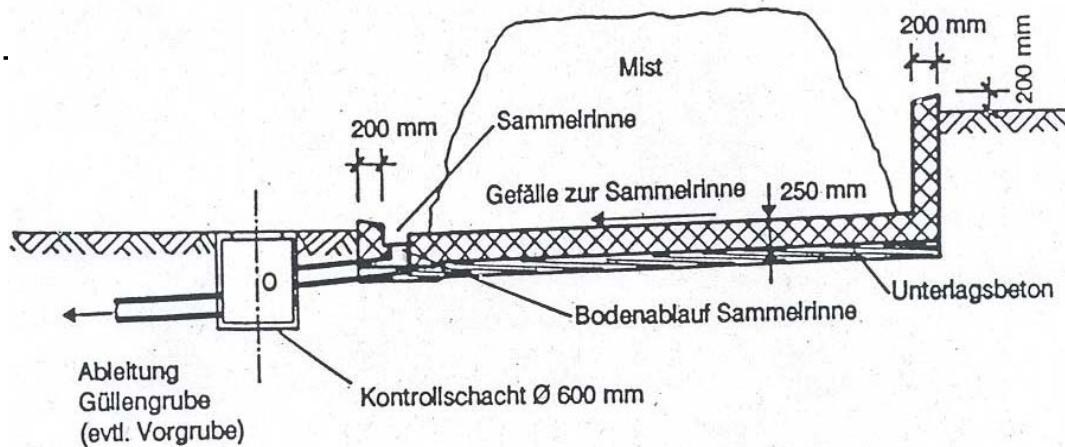 200 mm
200 mm
Mist
Sammelrinne
200 mm
Gefälle zur Sammelrinne
250 mm
Unterlagsbeton
Bodenablauf Sammelrinne
Ableitung
Güllengrube
(evtl. Vorgrube)
Kontrollschacht Ø 600 mm